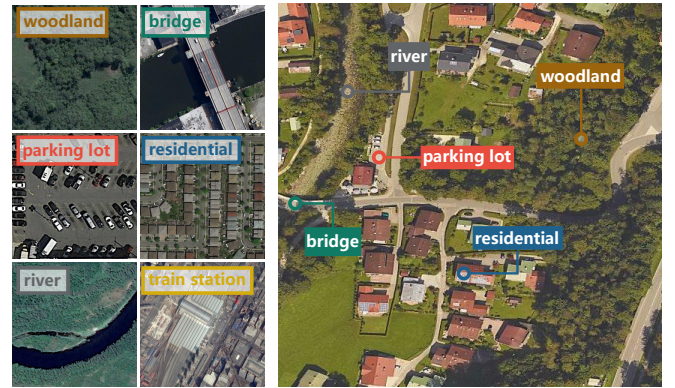 woodland
bridge
parking lot
residential
river
train station
river
woodland
parking lot
bridge
residential